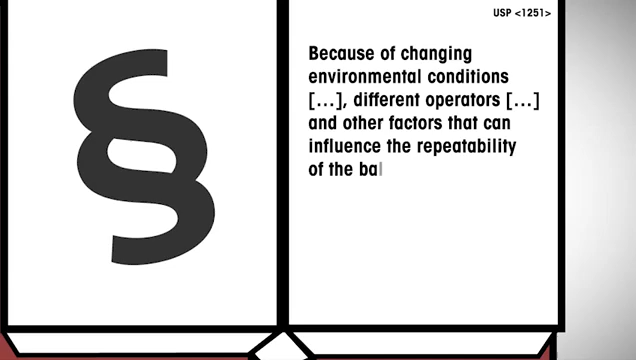 USP <1251>
§
Because of changing
environmental conditions
[...], different operators [...]
and other factors that can
influence the repeatability
of the ba